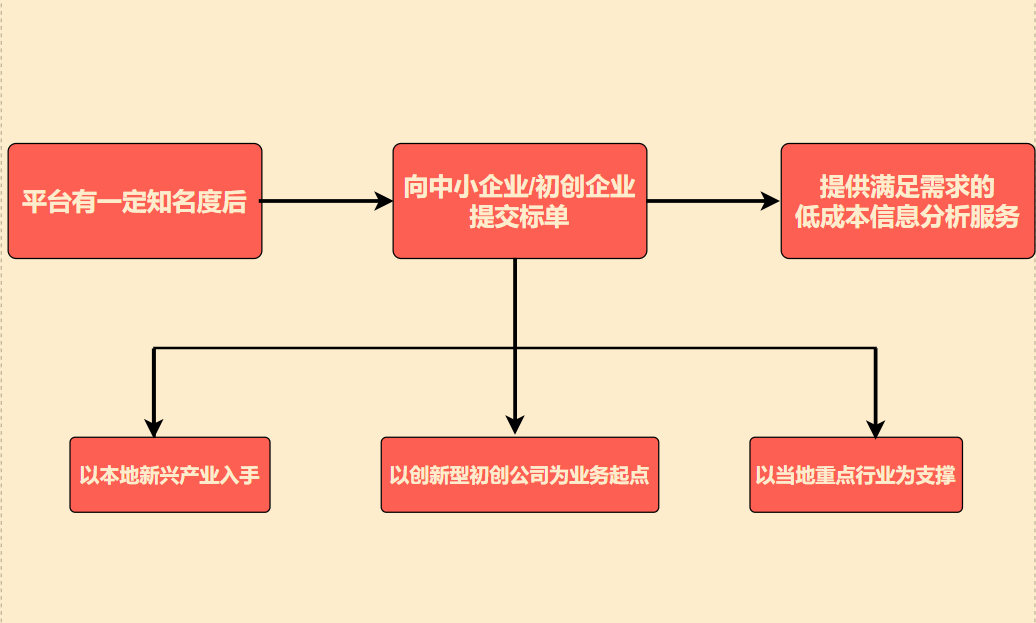 平台有一定知名度后
向中小企业/初创企业
提交标单
提供满足需求的
低成本信息分析服务
以本地新兴产业入手
以创新型初创公司为业务起点
以当地重点行业为支撑